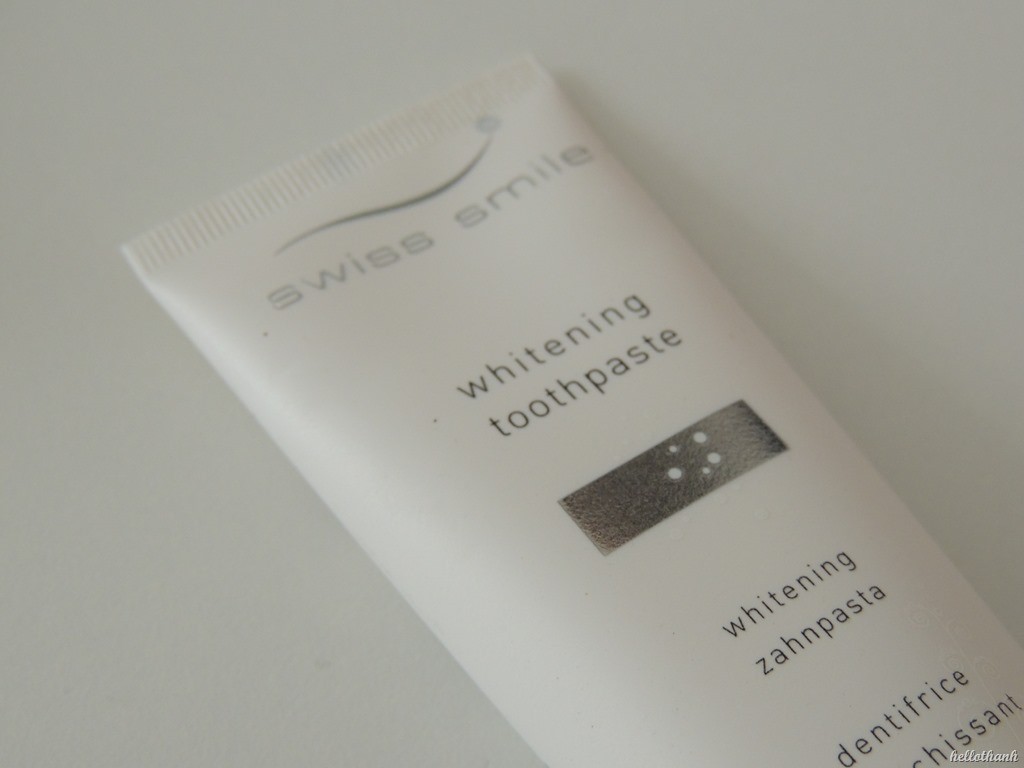 swiss smile
whitening
toothpaste
whitening
zahnpasta
dentifrice
chissant
hellothanh